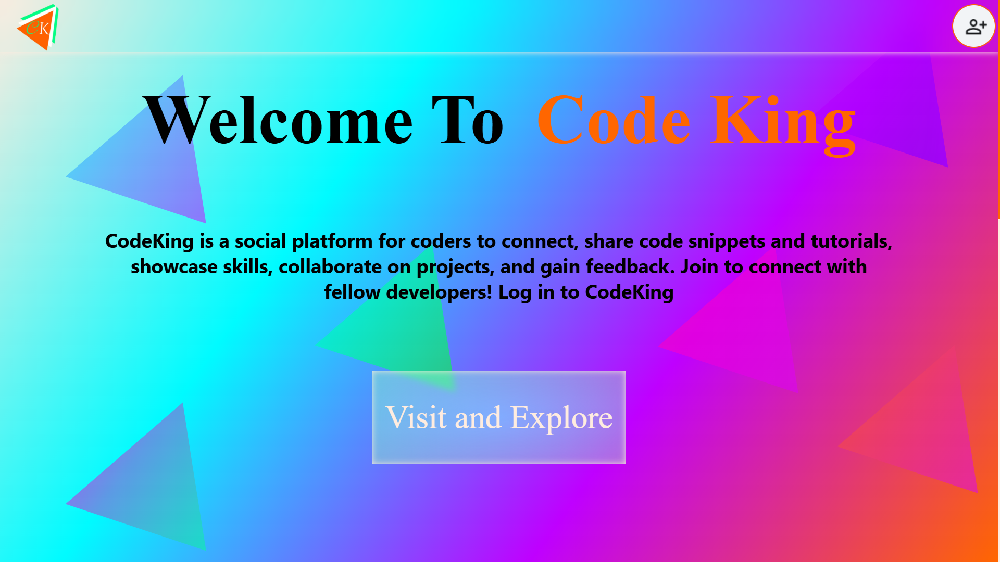 CK
Welcome To Code King
CodeKing is a social platform for coders to connect, share code snippets and tutorials,
showcase skills, collaborate on projects, and gain feedback. Join to connect with
fellow developers! Log in to CodeKing
Visit and Explore